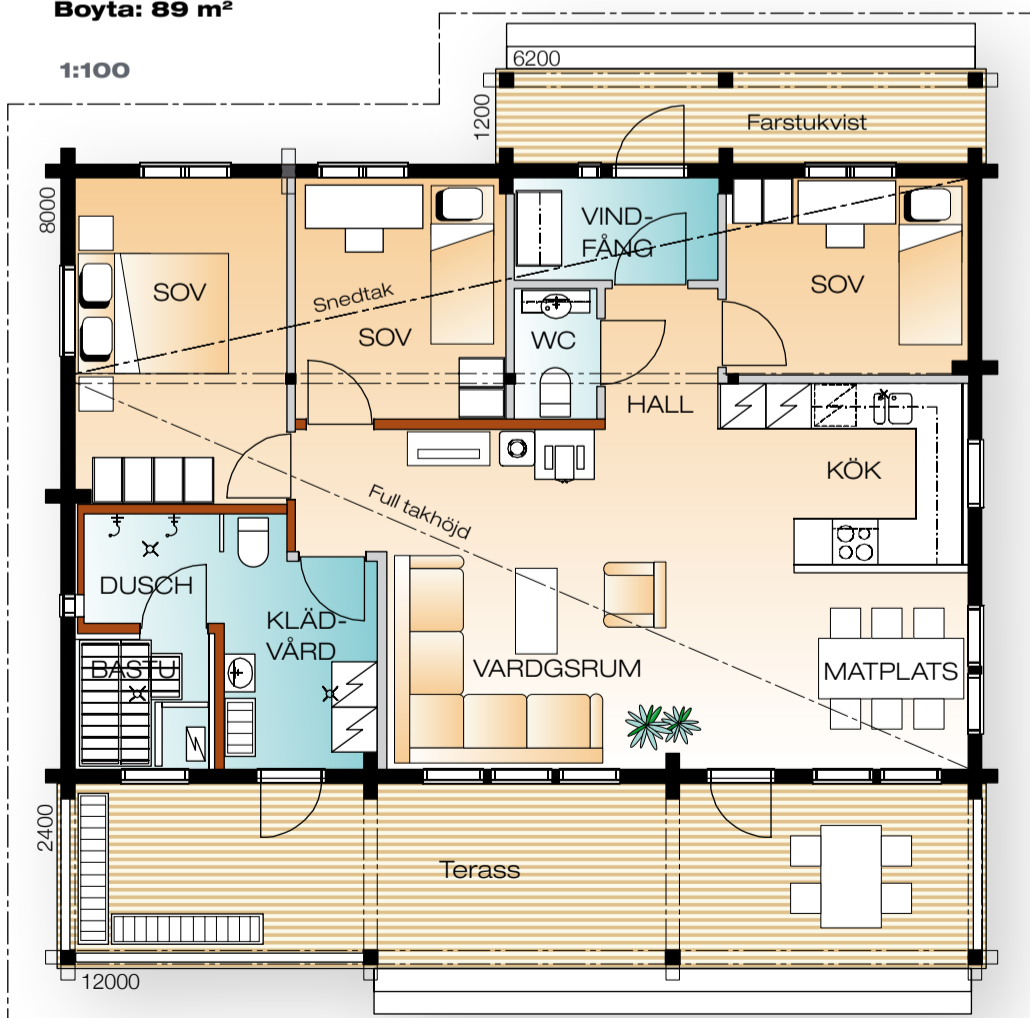 Boyta: 89 m²
1:100
6200
1200
Farstukvist
8000
VIND-
FÅNG
SOV
SOV
Snedtak
SOV
WC
HALL
KÖK
Full takhöjd
DUSCH
KLÄD-
VÅRD
BASTU
VARDGSRUM
MATPLATS
2400
Terass
12000